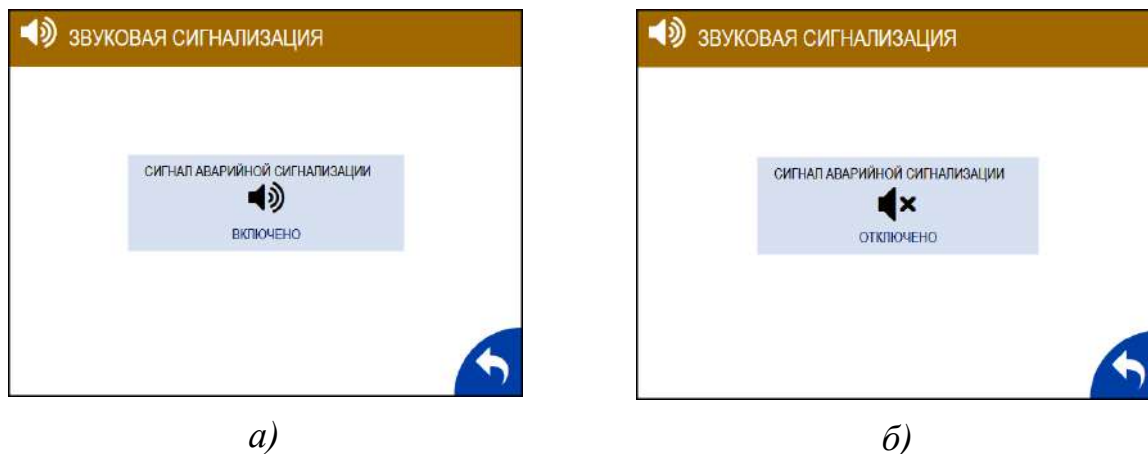 ЗВУКОВАЯ СИГНАЛИЗАЦИЯ
СИГНАЛ АВАРИЙНОЙ СИГНАЛИЗАЦИИ
ВКЛЮЧЕНО
а)
ЗВУКОВАЯ СИГНАЛИЗАЦИЯ
СИГНАЛ АВАРИЙНОЙ СИГНАЛИЗАЦИИ
ОТКЛЮЧЕНО
б)